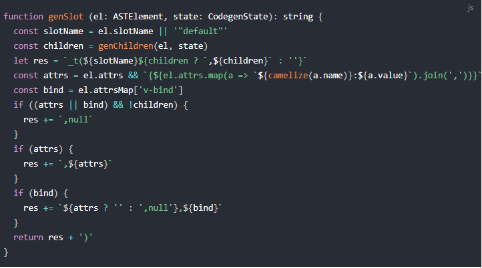 js
function genSlot (el: ASTElement, state: CodegenState): string {
  const slotName = el.slotName || '"default"'
  const children = genChildren(el, state)
  let res = `_t(${slotName}${children ? `,${children}` : ''}`
  const attrs = el.attrs && `{${el.attrs.map(a => `${camelize(a.name)}:${a.value}`).join(',')}}`
  const bind = el.attrsMap['v-bind']
  if ((attrs || bind) && !children) {
    res += `,null`
  }
  if (attrs) {
    res += `,${attrs}`
  }
  if (bind) {
    res += `${attrs ? '' : ',null'},${bind}`
  }
  return res + ')'
}